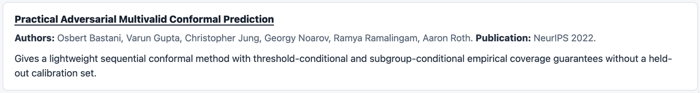 Practical Adversarial Multivalid Conformal Prediction
Authors: Osbert Bastani, Varun Gupta, Christopher Jung, Georgy Noarov, Ramya Ramalingam, Aaron Roth. Publication: NeurIPS 2022.
Gives a lightweight sequential conformal method with threshold-conditional and subgroup-conditional empirical coverage guarantees without a held-
out calibration set.